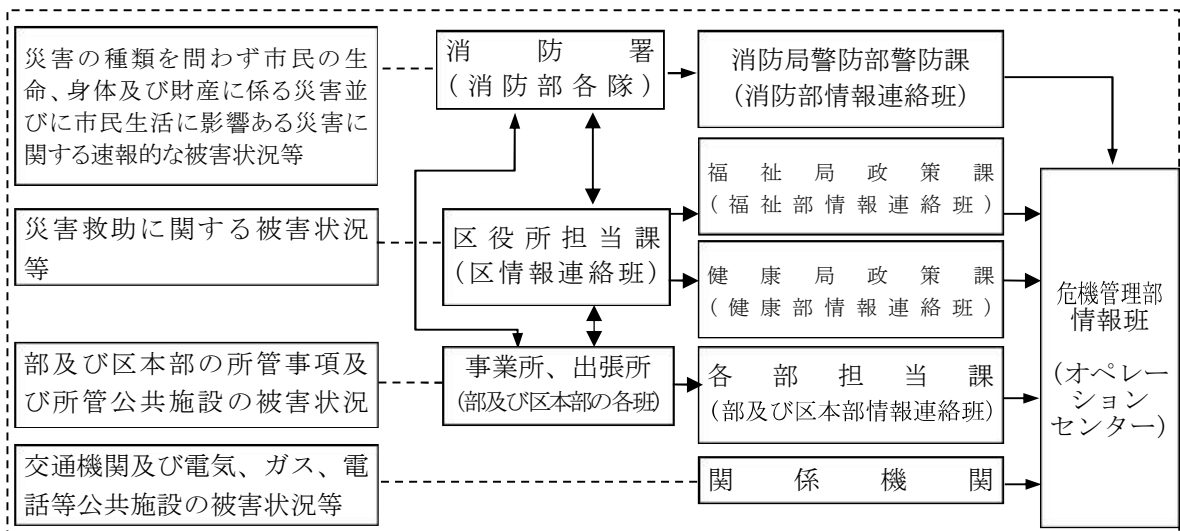 災害の種類を問わず市民の生
命、身体及び財産に係る災害並
びに市民生活に影響ある災害に
関する速報的な被害状況等
消防署
(消防部各隊)
消防局警防部警防課
(消防部情報連絡班)
福祉局政策課
(福祉部情報連絡班)
災害救助に関する被害状況
等
区役所担当課
(区情報連絡班)
健康局政策課
(健康部情報連絡班)
部及び区本部の所管事項及
び所管公共施設の被害状況
事業所、出張所
(部及び区本部の各班)
各部担当課
(部及び区本部情報連絡班)
交通機関及び電気、ガス、電
話等公共施設の被害状況等
関係機関
危機管理部
情報班
(オペレー
ション
センター)